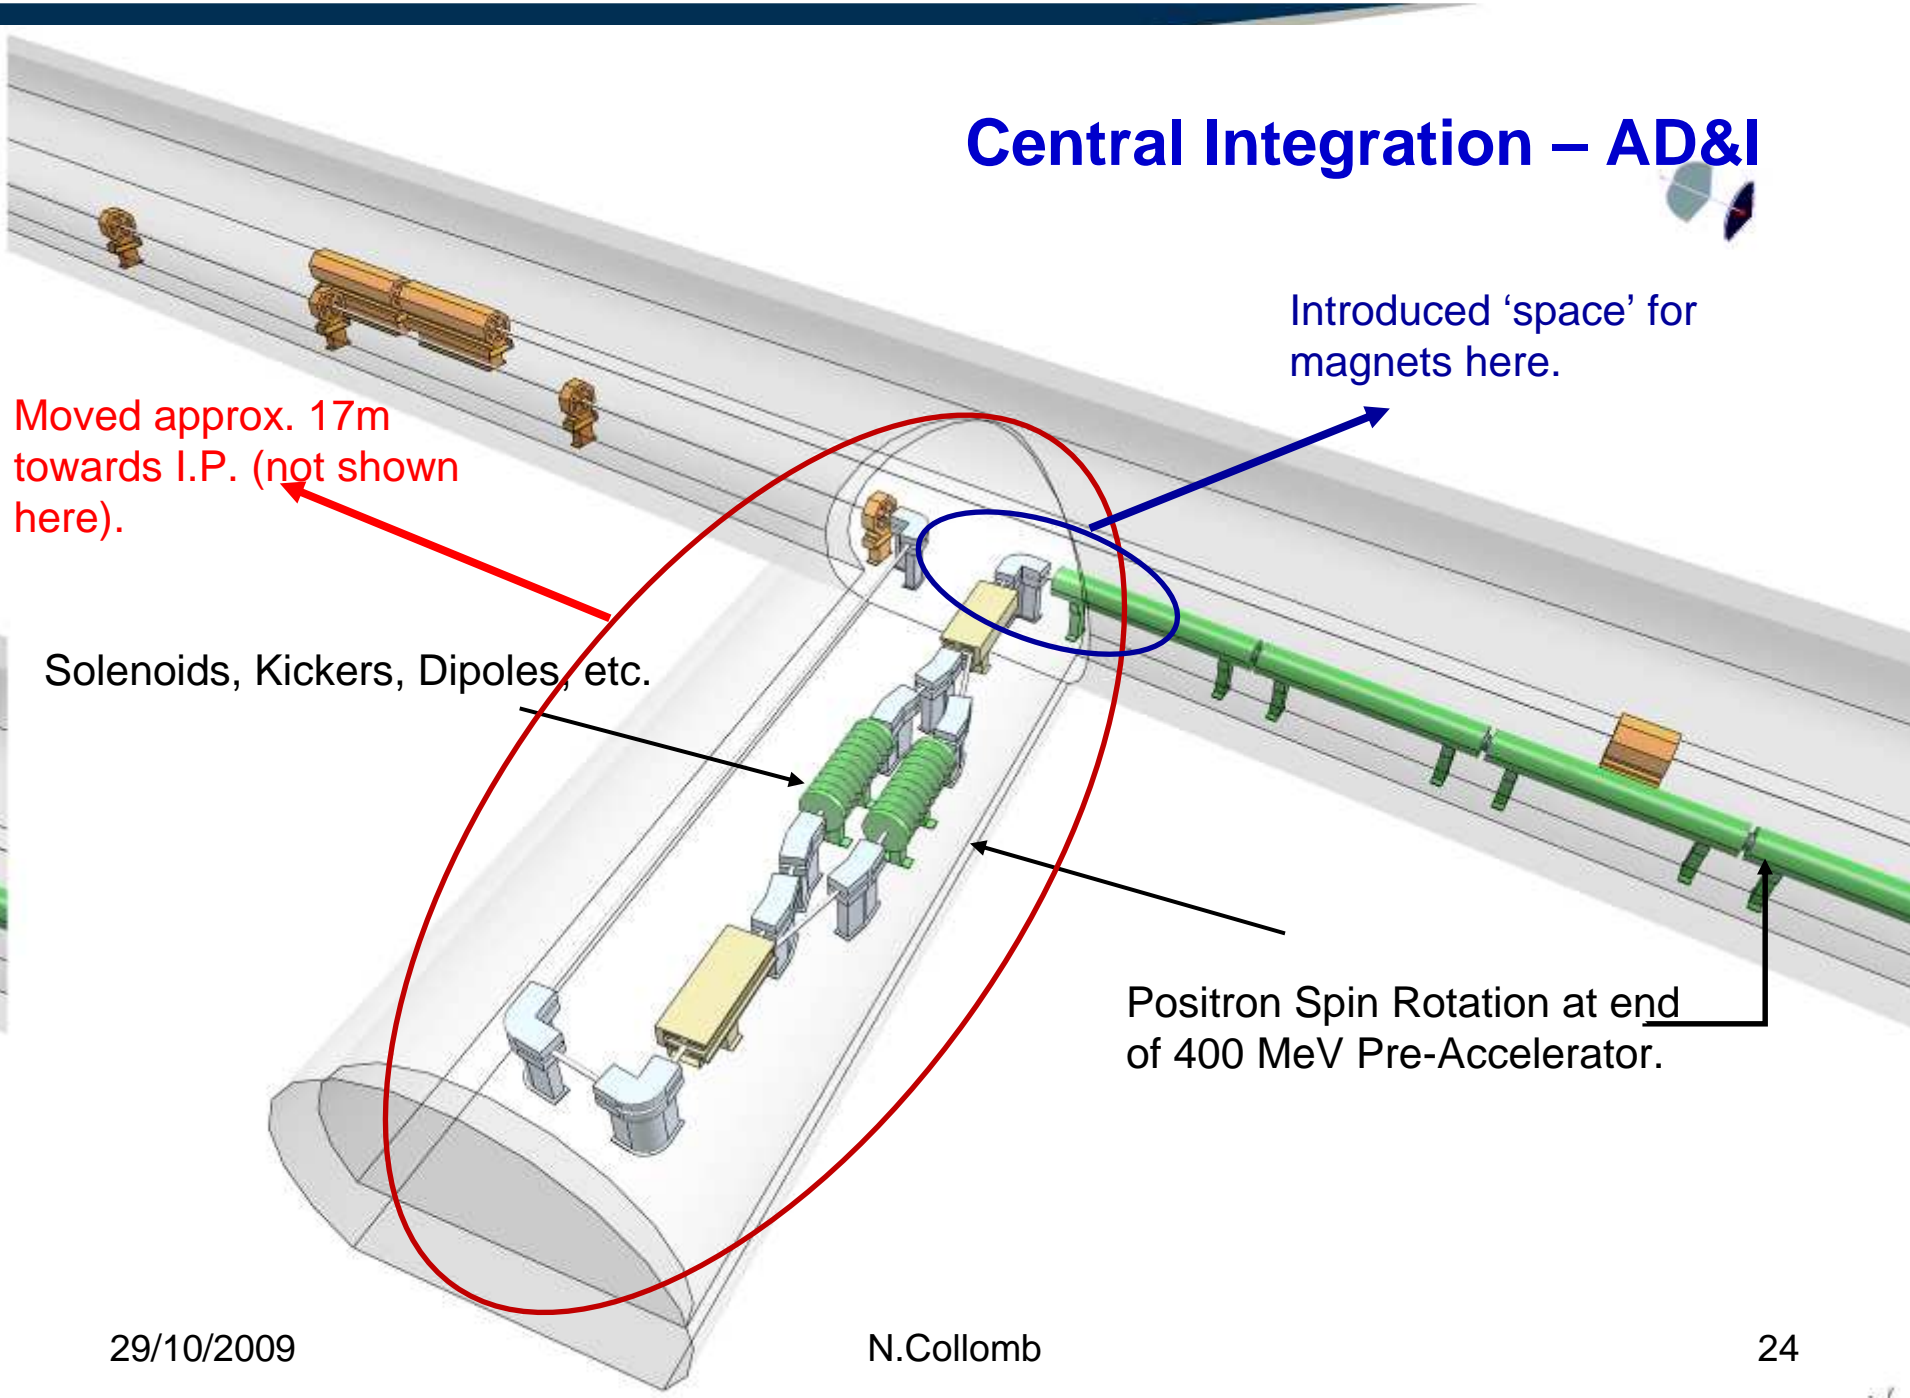 Central Integration – AD&I
Introduced ‘space’ for
magnets here.
Moved approx. 17m
towards I.P. (not shown
here).
Solenoids, Kickers, Dipoles, etc.
Positron Spin Rotation at end
of 400 MeV Pre-Accelerator.
29/10/2009
N.Collomb
24